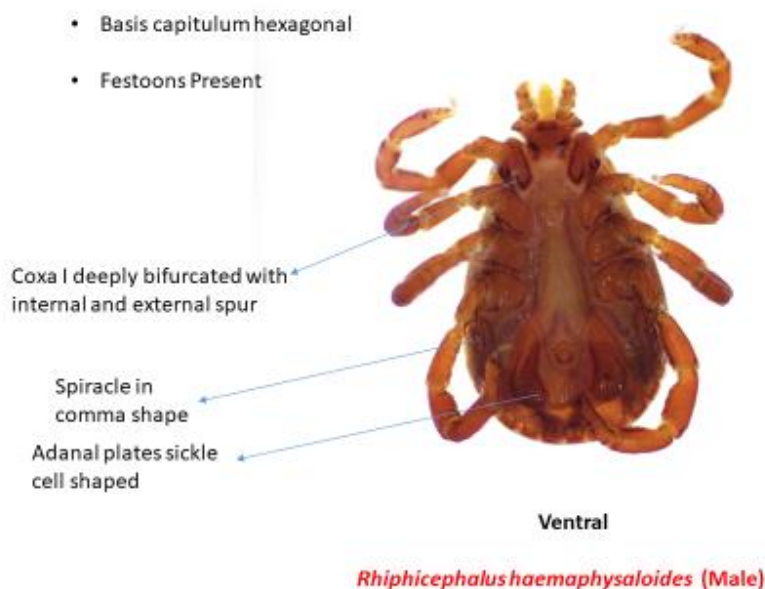 • Basis capitulum hexagonal
• Festoons Present
Coxa I deeply bifurcated with
internal and external spur
Spiracle in
comma shape
Adanal plates sickle
cell shaped
Ventral
Rhiphicephalus haemaphysaloides (Male)